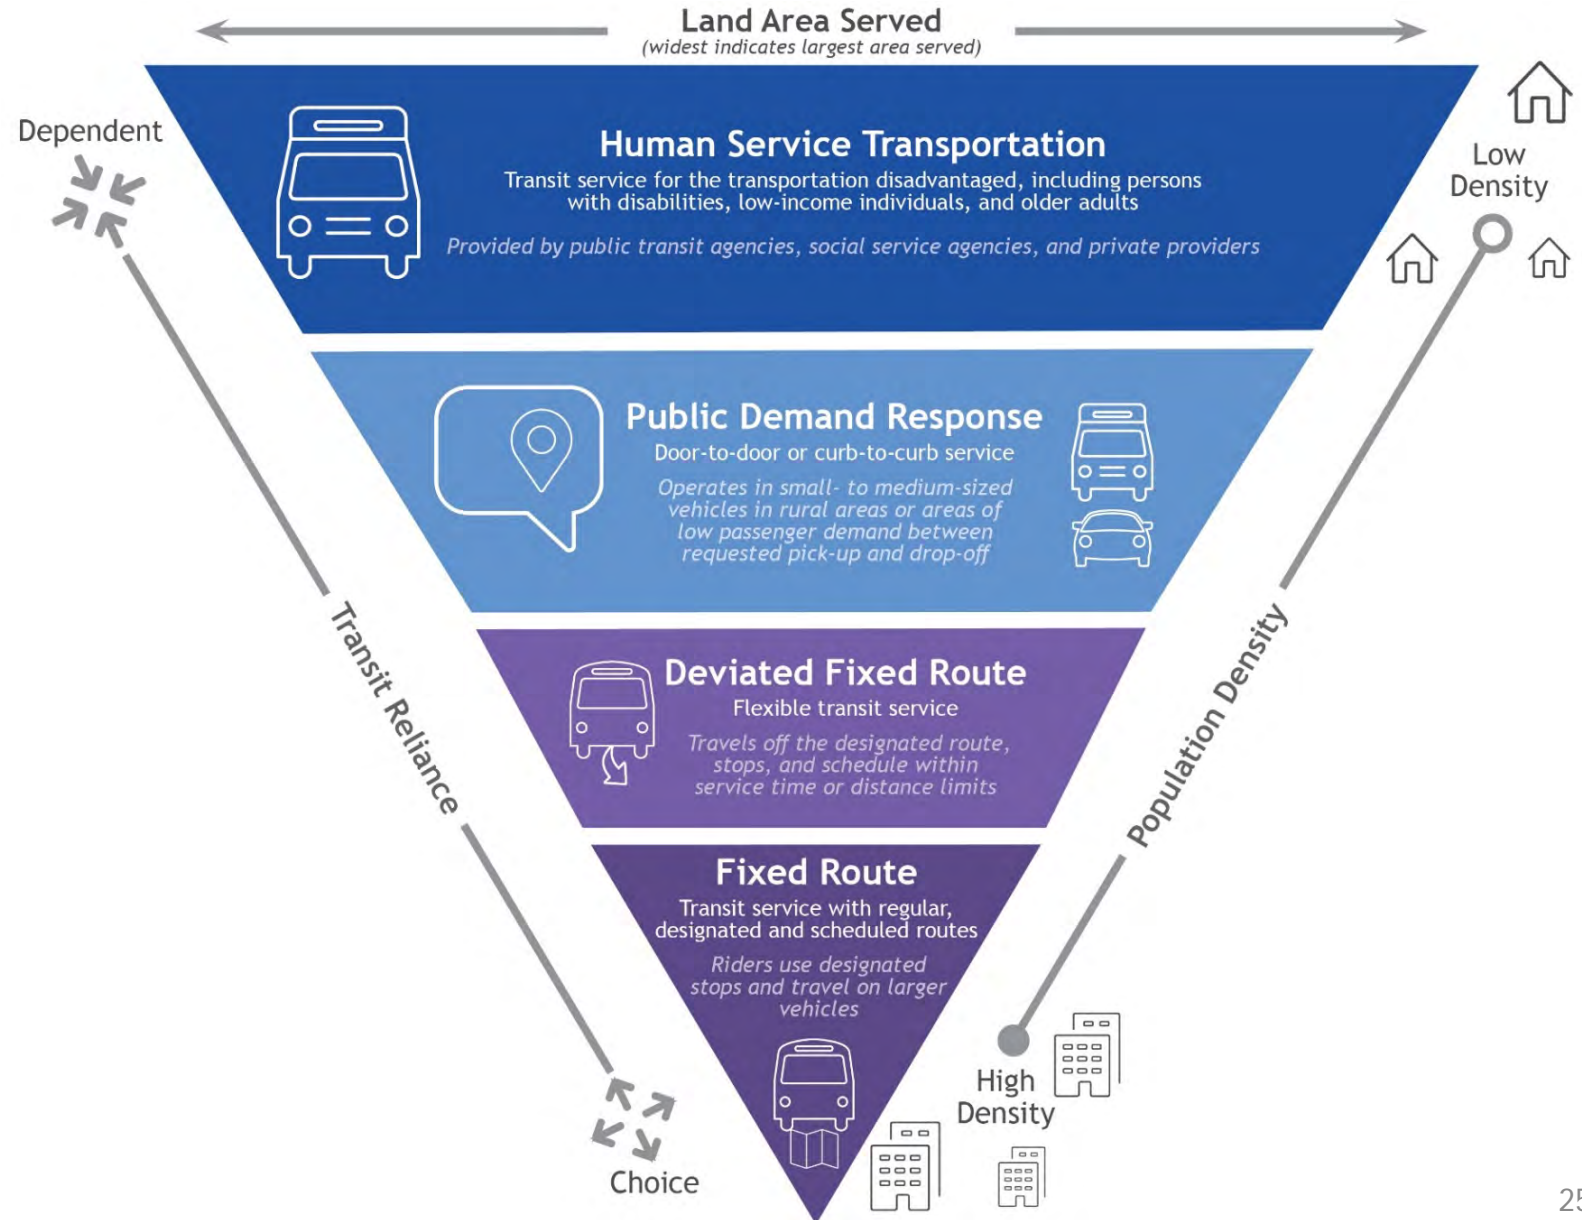 Land Area Served
(widest indicates largest area served)
Dependent
Human Service Transportation
Transit service for the transportation disadvantaged, including persons
with disabilities, low-income individuals, and older adults
Provided by public transit agencies, social service agencies, and private providers
Low
Density
Public Demand Response
Door-to-door or curb-to-curb service
Operates in small- to medium-sized
vehicles in rural areas or areas of
low passenger demand between
requested pick-up and drop-off
Transit Reliance
Population Density
Deviated Fixed Route
Flexible transit service
Travels off the designated route,
stops, and schedule within
service time or distance limits
Fixed Route
Transit service with regular,
designated and scheduled routes
Riders use designated
stops and travel on larger
vehicles
High
Density
Choice
25